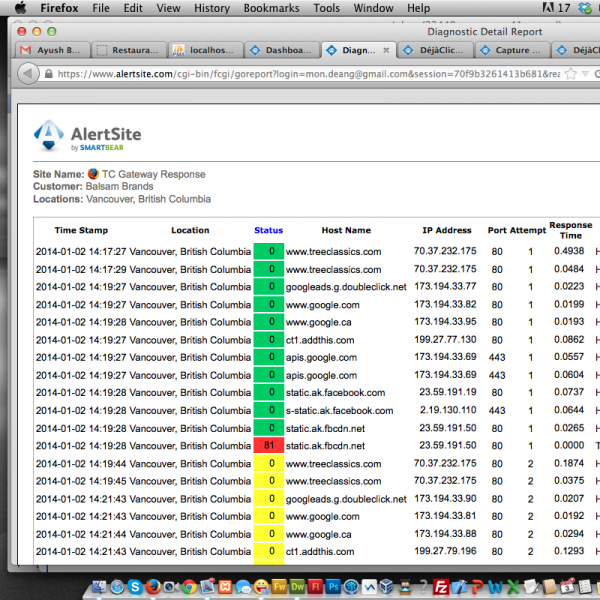 Firefox File Edit View History Bookmarks Tools Window Help 17
Diagnostic Detail Report
Ayush B... Restaura... localhos... Dashboa... Diagn... DéjàClic... Capture ... DéjàCl
https://www.alertsite.com/cgi-bin/fcgi/goreport?login=mon.deang@gmail.com&session=70f9b3261413b681&rea
AlertSite
by SMARTBEAR
Site Name: TC Gateway Response
Customer: Balsam Brands
Locations: Vancouver, British Columbia
Time Stamp Location Status Host Name IP Address Port Attempt Response Time
2014-01-02 14:17:27 Vancouver, British Columbia 0 www.treeclassics.com 70.37.232.175 80 1 0.4938 H
2014-01-02 14:17:29 Vancouver, British Columbia 0 www.treeclassics.com 70.37.232.175 80 1 0.0484 H
2014-01-02 14:19:27 Vancouver, British Columbia 0 googleads.g.doubleclick.net 173.194.33.77 80 1 0.0223 H
2014-01-02 14:19:27 Vancouver, British Columbia 0 www.google.com 173.194.33.82 80 1 0.0199 H
2014-01-02 14:19:28 Vancouver, British Columbia 0 www.google.ca 173.194.33.95 80 1 0.0193 H
2014-01-02 14:19:27 Vancouver, British Columbia 0 ct1.addthis.com 199.27.77.130 80 1 0.0862 H
2014-01-02 14:19:27 Vancouver, British Columbia 0 apis.google.com 173.194.33.69 443 1 0.0557 H
2014-01-02 14:19:27 Vancouver, British Columbia 0 apis.google.com 173.194.33.69 443 1 0.0604 H
2014-01-02 14:19:28 Vancouver, British Columbia 0 static.ak.facebook.com 23.59.191.19 80 1 0.0737 H
2014-01-02 14:19:28 Vancouver, British Columbia 0 s-static.ak.facebook.com 2.19.130.110 443 1 0.0644 H
2014-01-02 14:19:28 Vancouver, British Columbia 0 static.ak.fbcdn.net 23.59.191.50 80 1 0.0265 H
2014-01-02 14:19:28 Vancouver, British Columbia 81 static.ak.fbcdn.net 23.59.191.50 80 1 0.0000 T
2014-01-02 14:19:44 Vancouver, British Columbia 0 www.treeclassics.com 70.37.232.175 80 2 0.1874 H
2014-01-02 14:19:45 Vancouver, British Columbia 0 www.treeclassics.com 70.37.232.175 80 2 0.0375 H
2014-01-02 14:21:43 Vancouver, British Columbia 0 googleads.g.doubleclick.net 173.194.33.90 80 2 0.0207 H
2014-01-02 14:21:43 Vancouver, British Columbia 0 www.google.com 173.194.33.81 80 2 0.0192 H
2014-01-02 14:21:44 Vancouver, British Columbia 0 www.google.ca 173.194.33.88 80 2 0.0294 H
2014-01-02 14:21:43 Vancouver, British Columbia 0 ct1.addthis.com 199.27.79.196 80 2 0.1293 H
Fw Dw Fl Ps